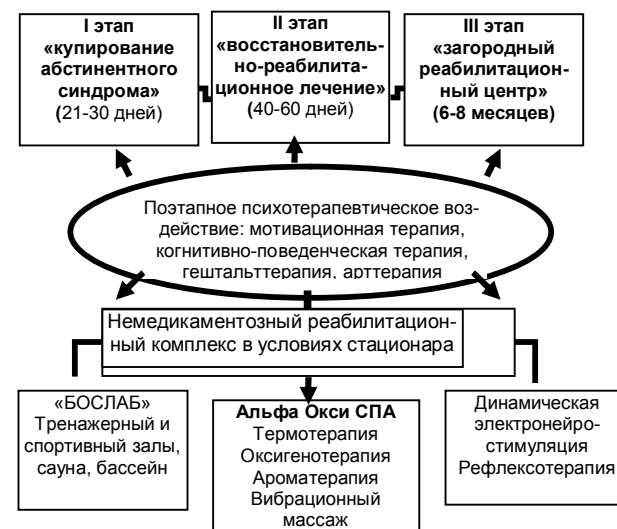 I этап
«купирование
абстинентного
синдрома»
(21-30 дней)
II этап
«восстановитель-
но-реабилита-
ционное лечение»
(40-60 дней)
III этап
«загородный
реабилитацион-
ный центр»
(6-8 месяцев)
Поэтапное психотерапевтическое воз-
действие: мотивационная терапия,
когнитивно-поведенческая терапия,
гештальттерапия, арттерапия
Немедикаментозный реабилитацион-
ный комплекс в условиях стационара
«БОСЛАБ»
Тренажерный и
спортивный залы,
сауна, бассейн
Альфа Окси СПА
Термотерапия
Оксигенотерапия
Ароматерапия
Вибрационный
массаж
Динамическая
электронейро-
стимуляция
Рефлексотерапия